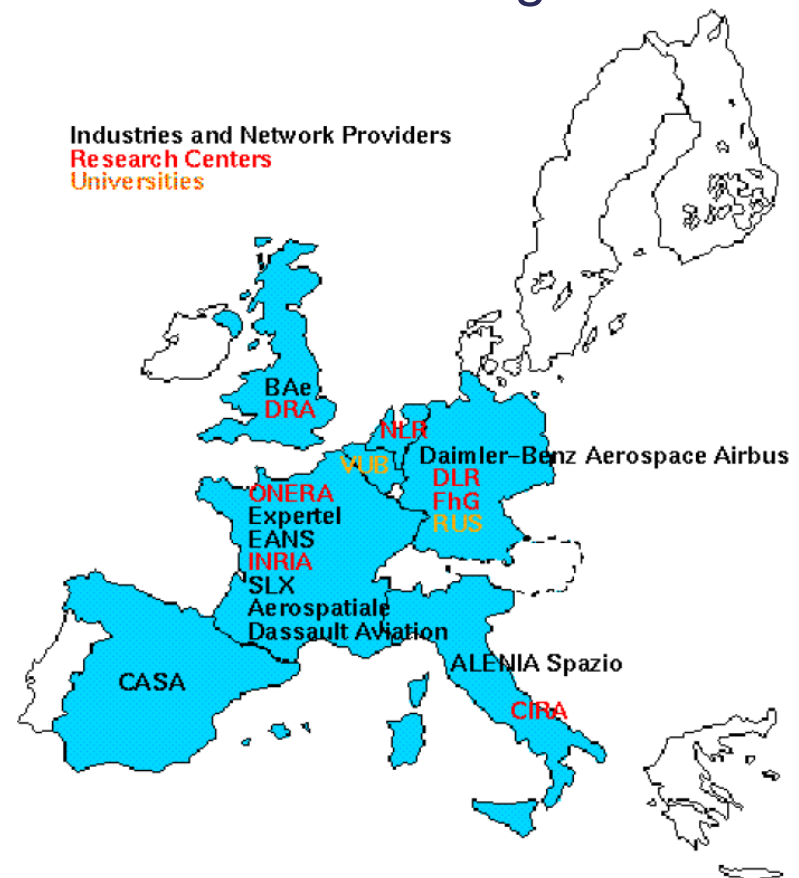 Industries and Network Providers
Research Centers
Universities
BAe
DRA
NLR
VUB
Daimler-Benz Aerospace Airbus
DLR
FhG
RUS
ONERA
Expertel
EANS
INRIA
SLX
Aerospatiale
Dassault Aviation
ALENIA Spazio
CASA
CIRA